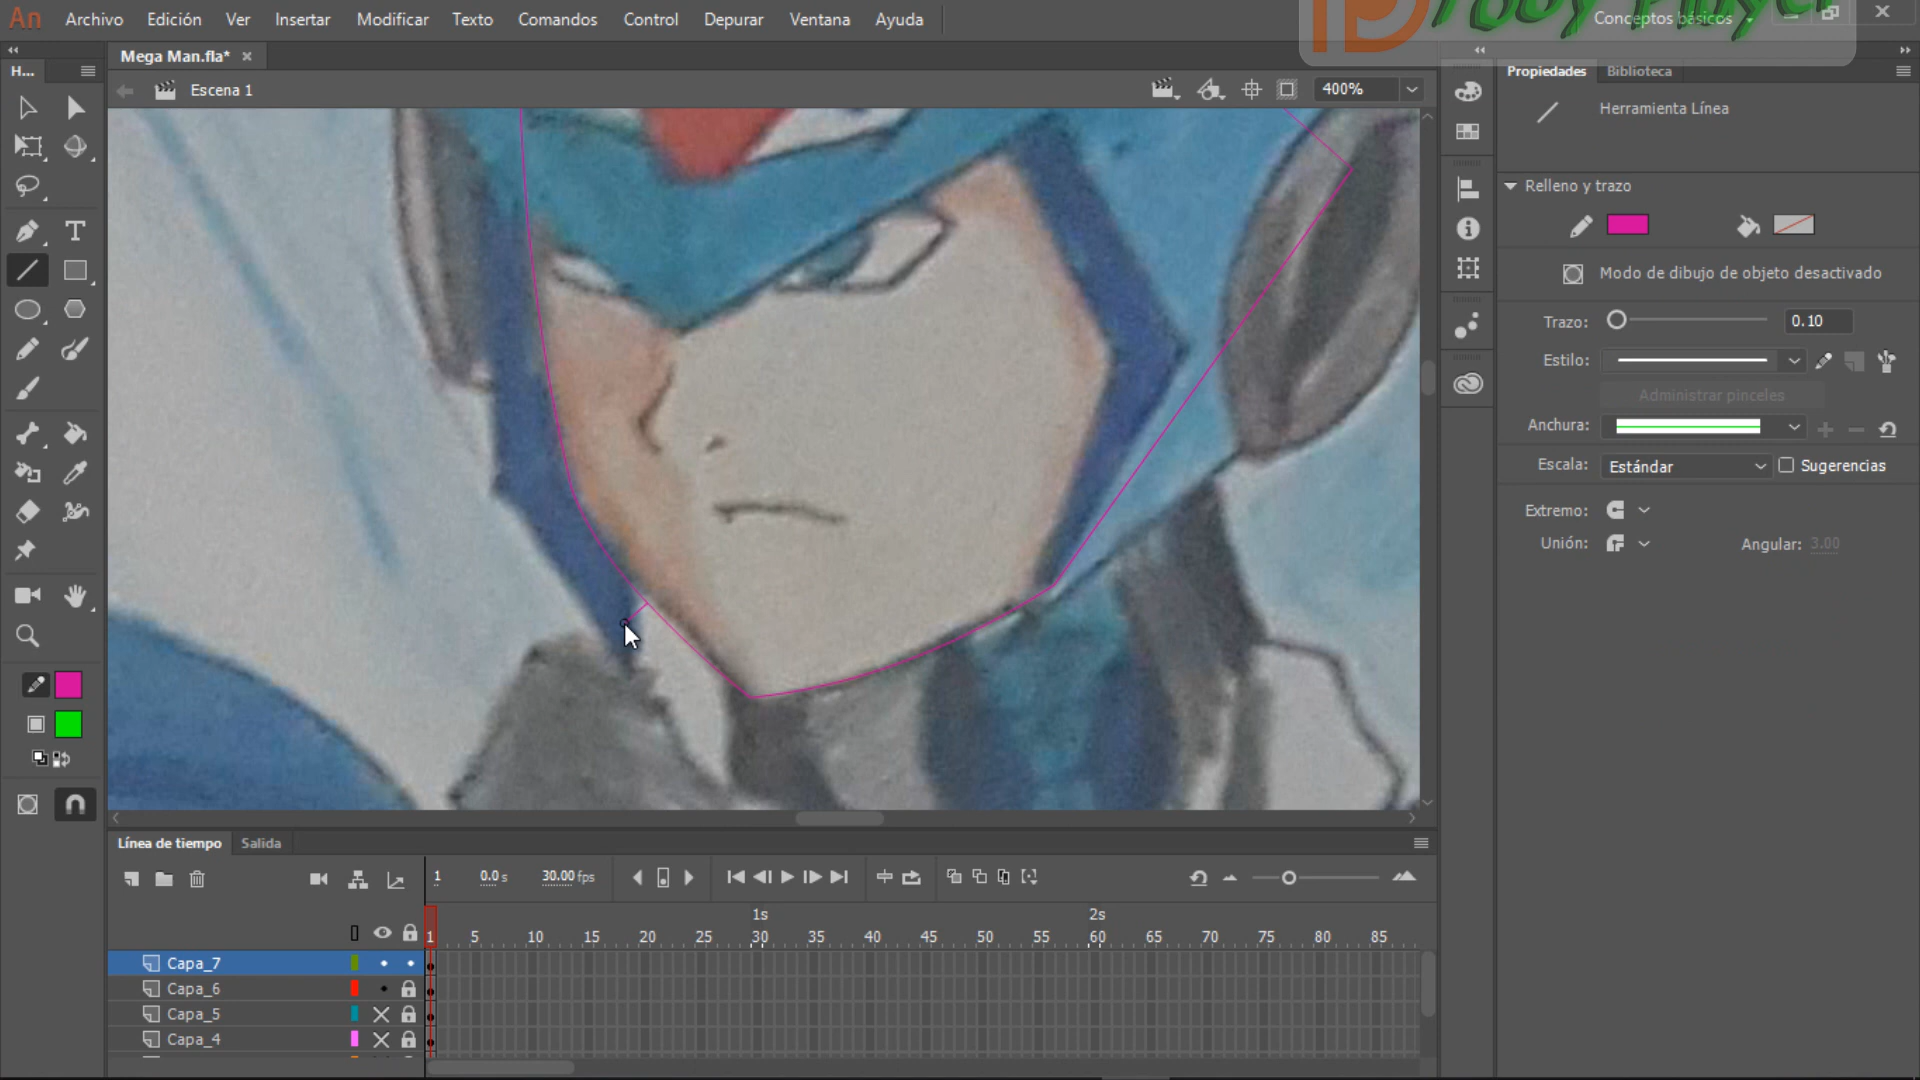 An Archivo Edición Ver Insertar Modificar Texto Comandos Control Depurar Ventana Ayuda Conceptos básicos
Player
Mega Man.fla*
H...
Escena 1
400%
Propiedades Biblioteca
Herramienta Línea
Relleno y trazo
Modo de dibujo de objeto desactivado
Trazo: 0.10
Estilo:
Administrar pinceles
Anchura:
Escala: Estándar Sugerencias
Extremo:
Unión: Angular: 3.00
Línea de tiempo Salida
1 0.0 s 30.00 fps
1s 2s
1 5 10 15 20 25 30 35 40 45 50 55 60 65 70 75 80 85
Capa_7
Capa_6
Capa_5
Capa_4